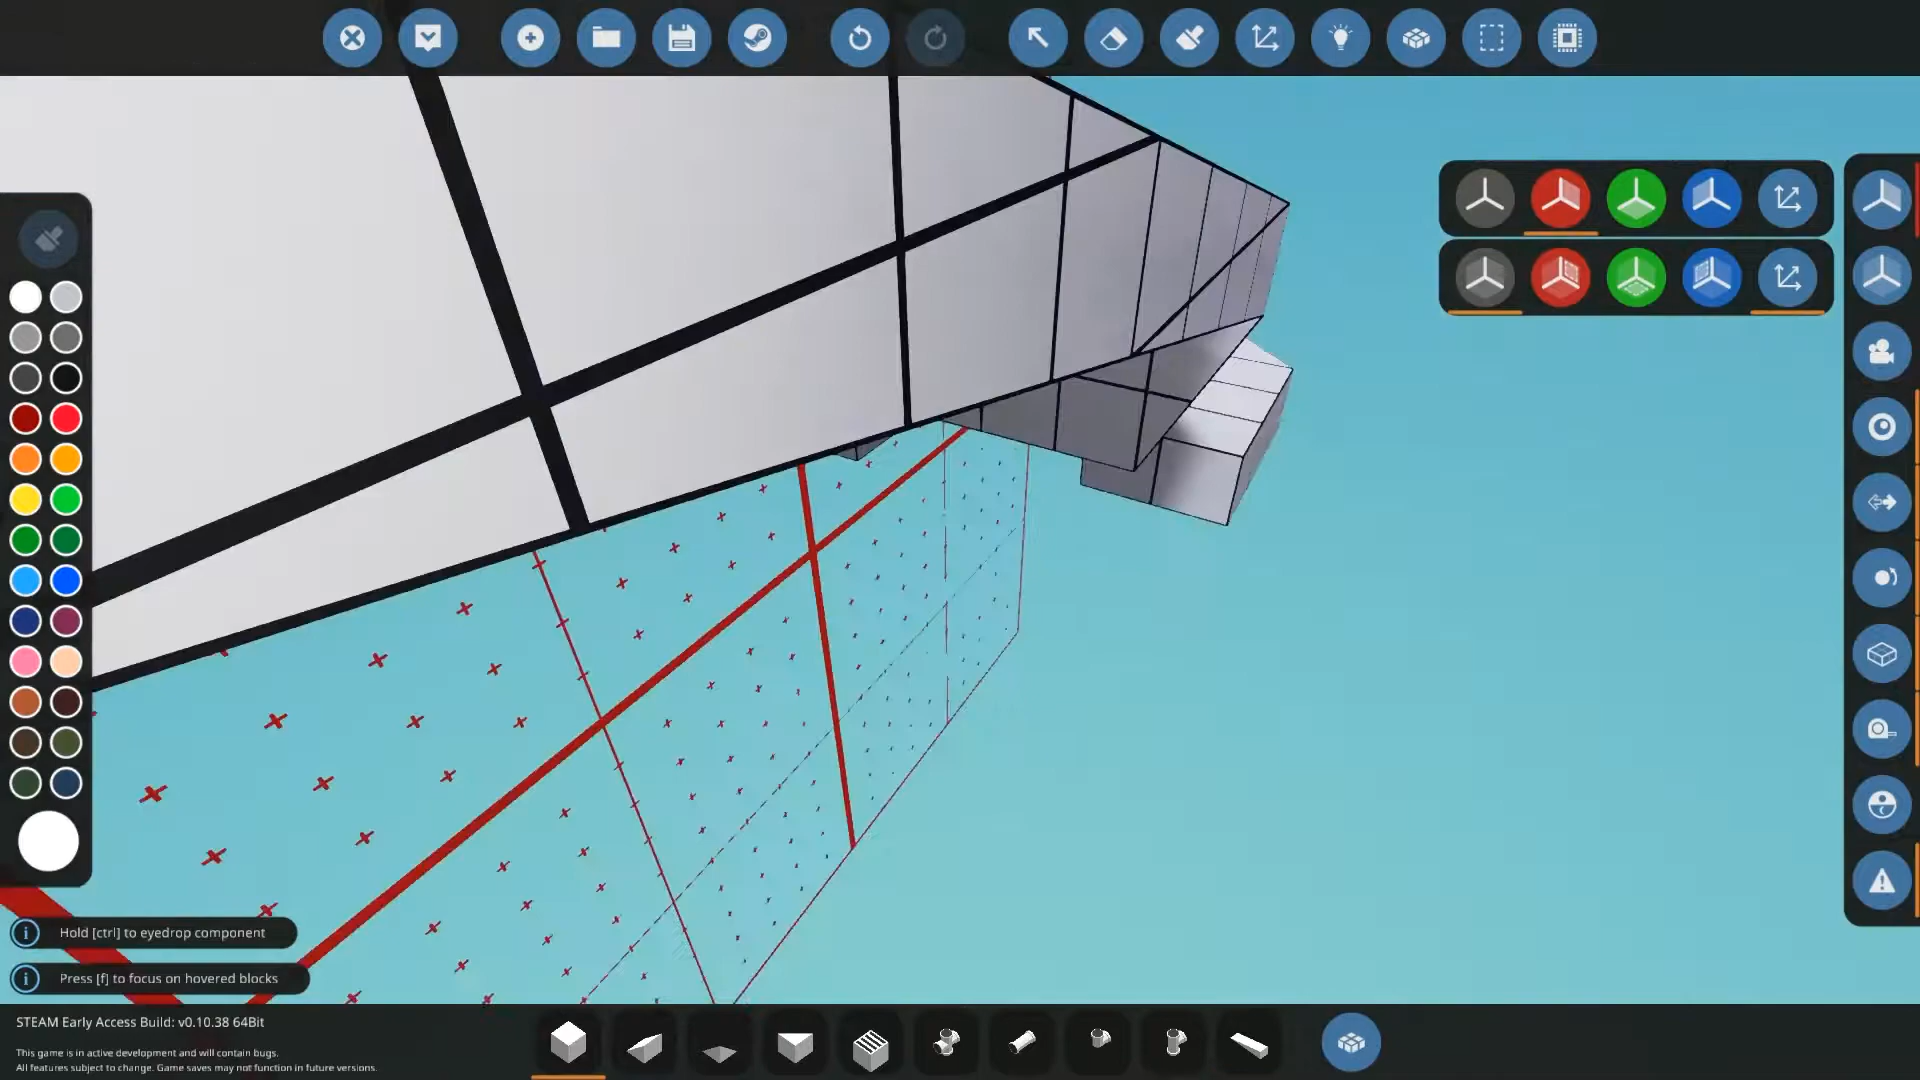 Hold [ctrl] to eyedrop component
Press [f] to focus on hovered blocks
STEAM Early Access Build: v0.10.38 64Bit
This game is in active development and will contain bugs.
All features subject to change. Game saves may not function in future versions.